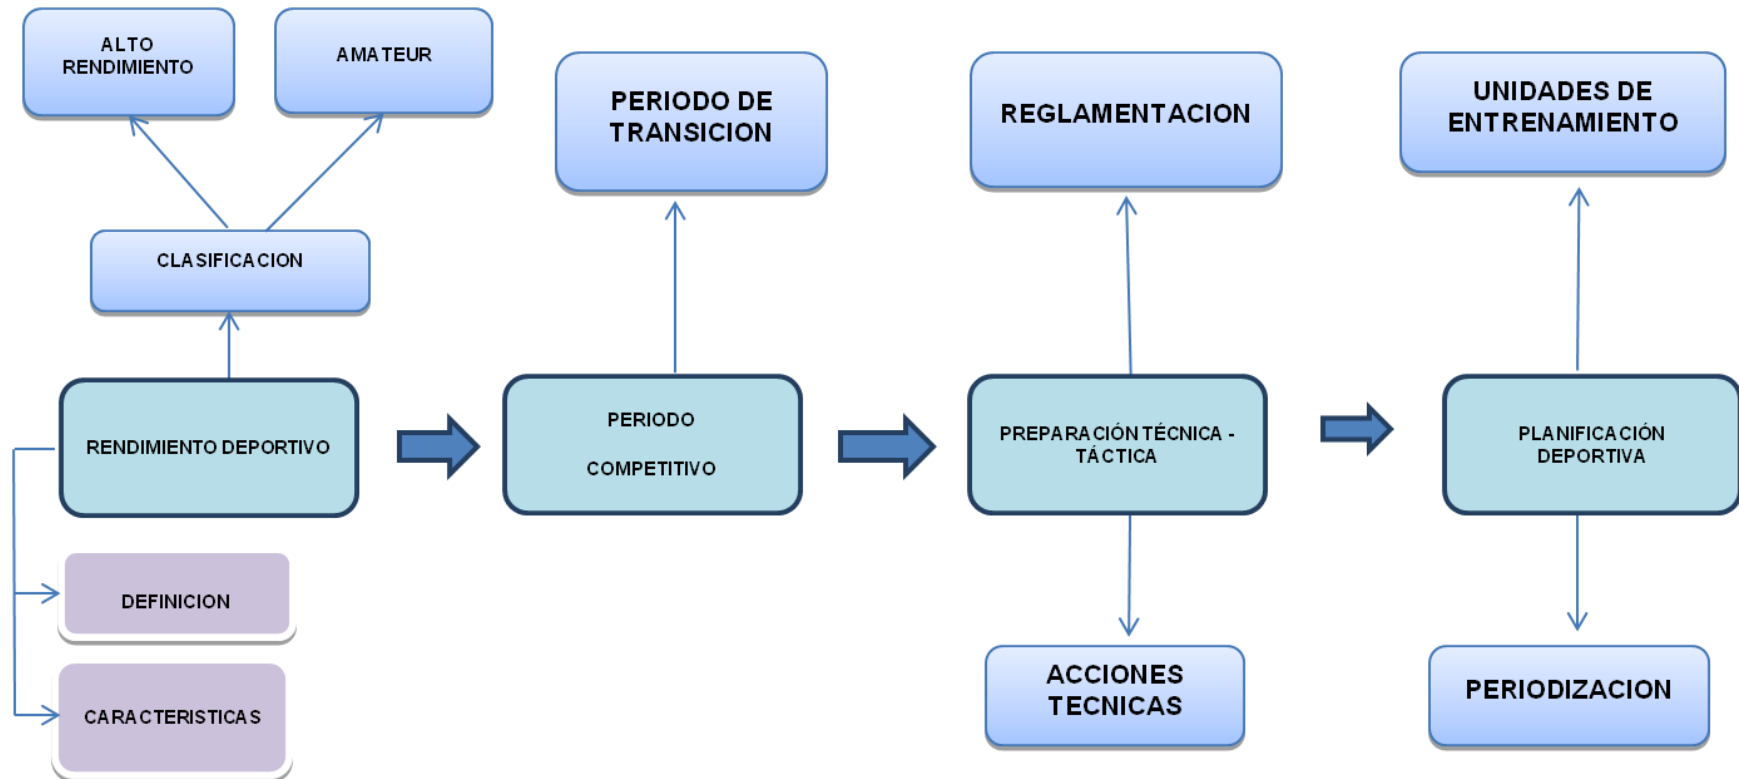 ALTO
RENDIMIENTO
AMATEUR
PERIODO DE
TRANSICION
REGLAMENTACION
UNIDADES DE
ENTRENAMIENTO
CLASIFICACION
RENDIMIENTO DEPORTIVO
PERIODO
COMPETITIVO
PREPARACIÓN TÉCNICA -
TÁCTICA
PLANIFICACIÓN
DEPORTIVA
DEFINICION
CARACTERISTICAS
ACCIONES
TECNICAS
PERIODIZACION